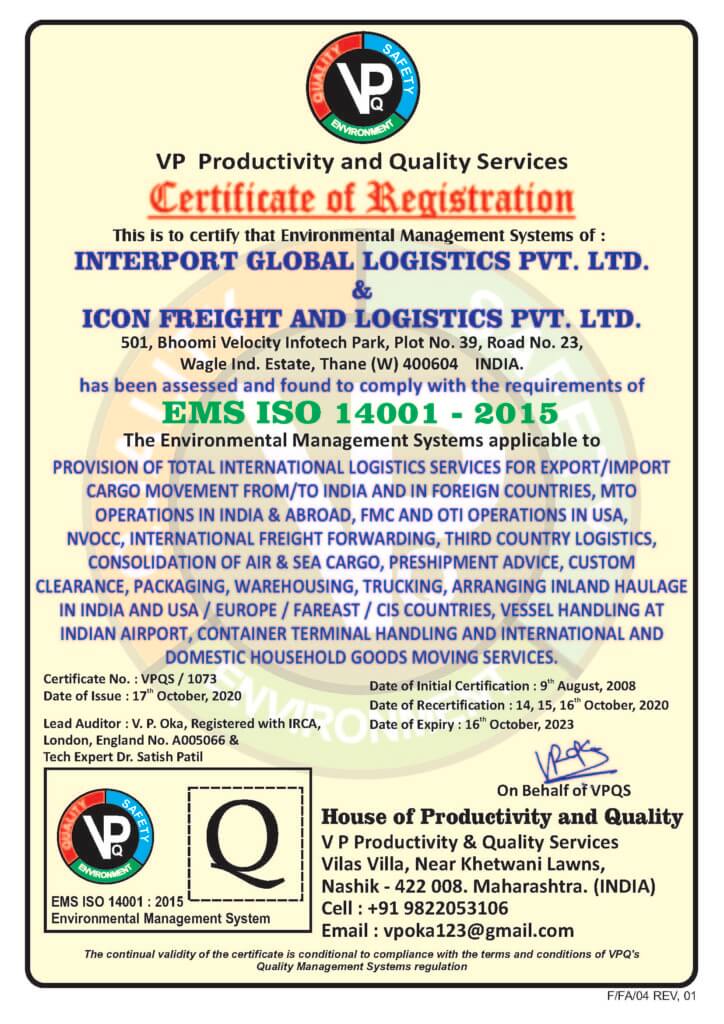 QUALITY SAFETY
VPQ
ENVIRONMENT
VP Productivity and Quality Services
Certificate of Registration
This is to certify that Environmental Management Systems of :
INTERPORT GLOBAL LOGISTICS PVT. LTD.
&
ICON FREIGHT AND LOGISTICS PVT. LTD.
501, Bhoomi Velocity Infotech Park, Plot No. 39, Road No. 23,
Wagle Ind. Estate, Thane (W) 400604 INDIA.
has been assessed and found to comply with the requirements of
EMS ISO 14001 - 2015
The Environmental Management Systems applicable to
PROVISION OF TOTAL INTERNATIONAL LOGISTICS SERVICES FOR EXPORT/IMPORT
CARGO MOVEMENT FROM/TO INDIA AND IN FOREIGN COUNTRIES, MTO
OPERATIONS IN INDIA & ABROAD, FMC AND OTI OPERATIONS IN USA,
NVOCC, INTERNATIONAL FREIGHT FORWARDING, THIRD COUNTRY LOGISTICS,
CONSOLIDATION OF AIR & SEA CARGO, PRESHIPMENT ADVICE, CUSTOM
CLEARANCE, PACKAGING, WAREHOUSING, TRUCKING, ARRANGING INLAND HAULAGE
IN INDIA AND USA / EUROPE / FAREAST / CIS COUNTRIES, VESSEL HANDLING AT
INDIAN AIRPORT, CONTAINER TERMINAL HANDLING AND INTERNATIONAL AND
DOMESTIC HOUSEHOLD GOODS MOVING SERVICES.
Certificate No. : VPQS / 1073
Date of Issue : 17th October, 2020
Lead Auditor : V. P. Oka, Registered with IRCA,
London, England No. A005066 &
Tech Expert Dr. Satish Patil
Date of Initial Certification : 9th August, 2008
Date of Recertification : 14, 15, 16th October, 2020
Date of Expiry : 16th October, 2023
On Behalf of VPQS
QUALITY SAFETY
VPQ
ENVIRONMENT
Q
EMS ISO 14001 : 2015
Environmental Management System
House of Productivity and Quality
V P Productivity & Quality Services
Vilas Villa, Near Khetwani Lawns,
Nashik - 422 008. Maharashtra. (INDIA)
Cell : +91 9822053106
Email : vpoka123@gmail.com
The continual validity of the certificate is conditional to compliance with the terms and conditions of VPQ's
Quality Management Systems regulation
F/FA/04 REV, 01